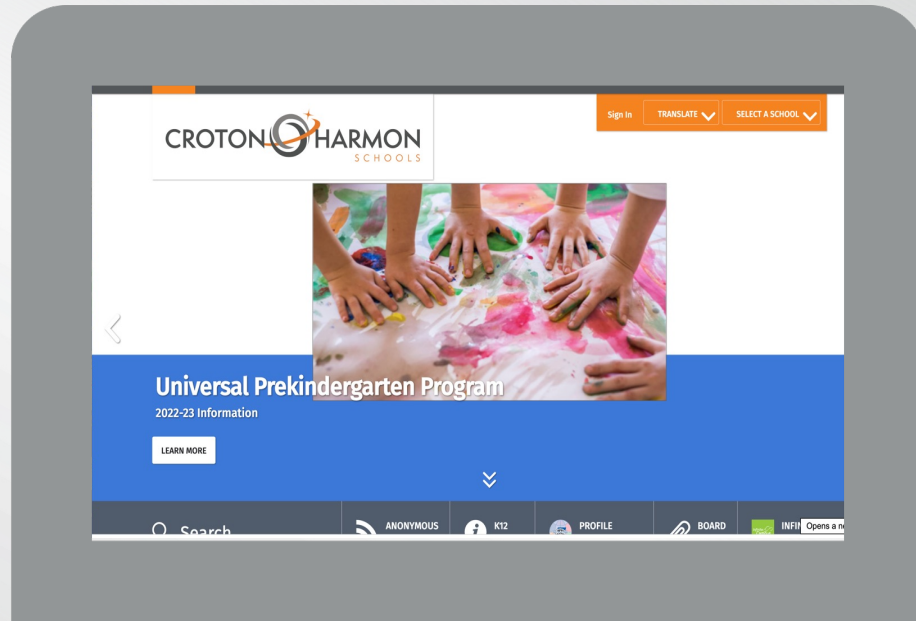 CROTON HARMON
SCHOOLS
Sign In TRANSLATE SELECT A SCHOOL
Universal Prekindergarten Program
2022-23 Information
LEARN MORE
Search ANONYMOUS K12 PROFILE BOARD Opens a